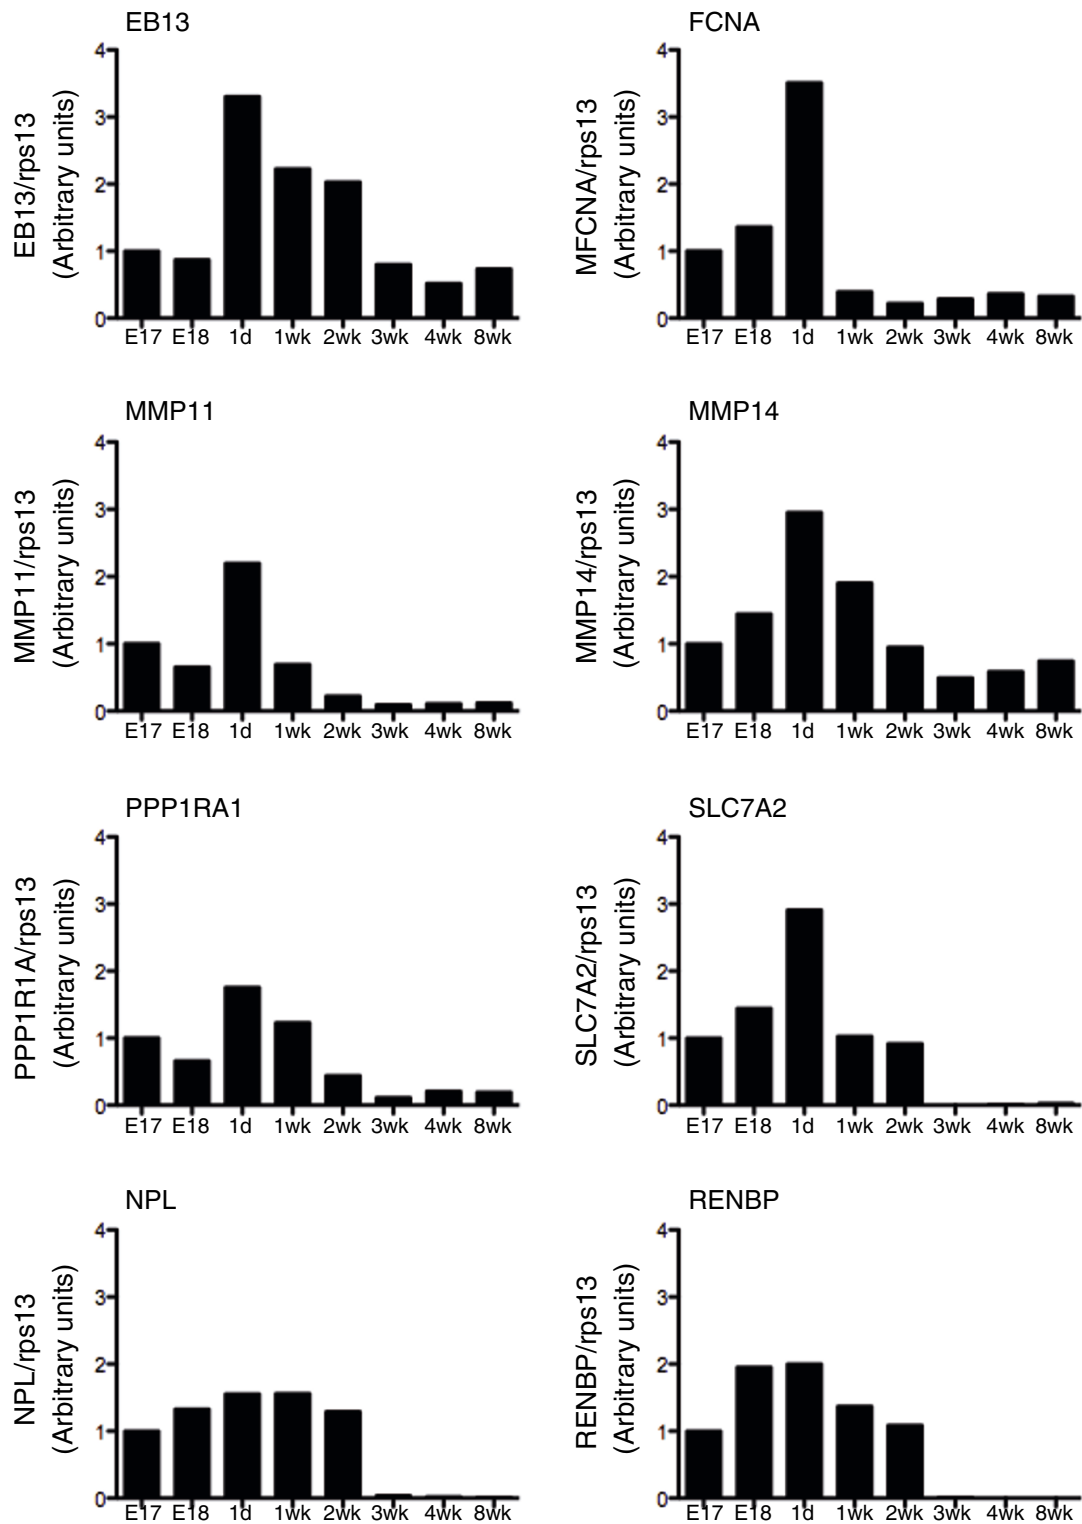 EB13
EB13/rps13
(Arbitrary units)
4
3
2
1
0
E17 E18 1d 1wk 2wk 3wk 4wk 8wk
FCNA
MFCNA/rps13
(Arbitrary units)
4
3
2
1
0
E17 E18 1d 1wk 2wk 3wk 4wk 8wk
MMP11
MMP11/rps13
(Arbitrary units)
4
3
2
1
0
E17 E18 1d 1wk 2wk 3wk 4wk 8wk
MMP14
MMP14/rps13
(Arbitrary units)
4
3
2
1
0
E17 E18 1d 1wk 2wk 3wk 4wk 8wk
PPP1RA1
PPP1R1A/rps13
(Arbitrary units)
4
3
2
1
0
E17 E18 1d 1wk 2wk 3wk 4wk 8wk
SLC7A2
SLC7A2/rps13
(Arbitrary units)
4
3
2
1
0
E17 E18 1d 1wk 2wk 3wk 4wk 8wk
NPL
NPL/rps13
(Arbitrary units)
4
3
2
1
0
E17 E18 1d 1wk 2wk 3wk 4wk 8wk
RENBP
RENBP/rps13
(Arbitrary units)
4
3
2
1
0
E17 E18 1d 1wk 2wk 3wk 4wk 8wk